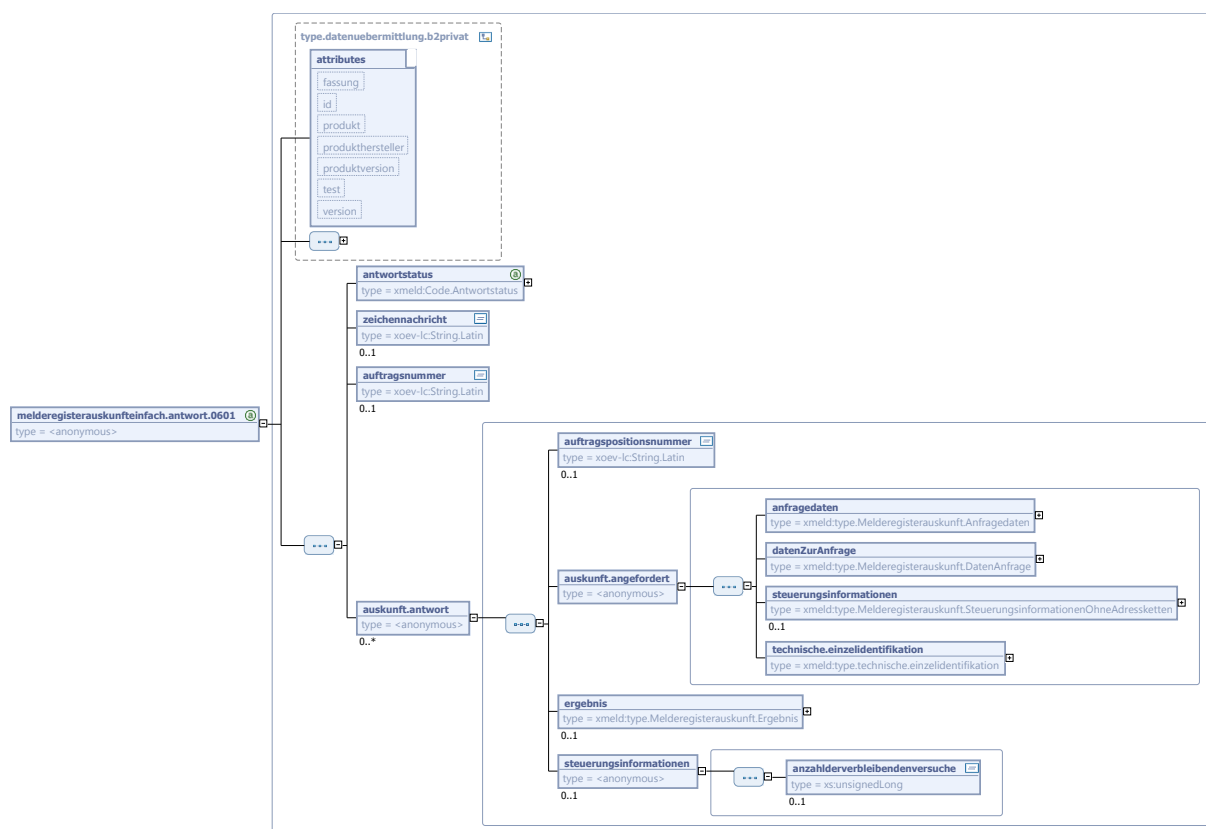 type.datenuebermittlung.b2privat
attributes
fassung
id
produkt
produkthersteller
produktversion
test
version
antwortstatus
type = xmeld:Code.Antwortstatus
zeichennachricht
type = xoev-lc:String.Latin
0..1
auftragsnummer
type = xoev-lc:String.Latin
0..1
melderegisterauskunfteinfach.antwort.0601
type = <anonymous>
auskunft.antwort
type = <anonymous>
0..*
auftragspositionsnummer
type = xoev-lc:String.Latin
0..1
auskunft.angefordert
type = <anonymous>
anfragedaten
type = xmeld:type.Melderegisterauskunft.Anfragedaten
datenZurAnfrage
type = xmeld:type.Melderegisterauskunft.DatenAnfrage
steuerungsinformationen
type = xmeld:type.Melderegisterauskunft.SteuerungsinformationenOhneAdressketten
0..1
technische.einzelidentifikation
type = xmeld:type.technische.einzelidentifikation
ergebnis
type = xmeld:type.Melderegisterauskunft.Ergebnis
0..1
steuerungsinformationen
type = <anonymous>
0..1
anzahlderverbleibendenversuche
type = xs:unsignedLong
0..1